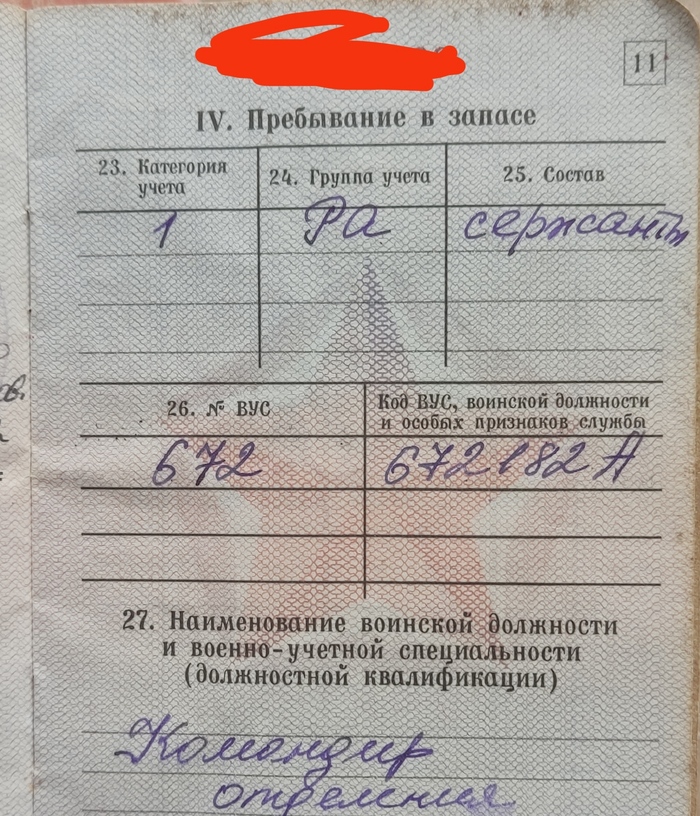 11
IV. Пребывание в запасе
23. Категория учета
24. Группа учета
25. Состав
1
РА
сержанты
26. № ВУС
Код ВУС, воинской должности
и особых признаков службы
672
672182 А
27. Наименование воинской должности
и военно-учетной специальности
(должностной квалификации)
Командир
отделения